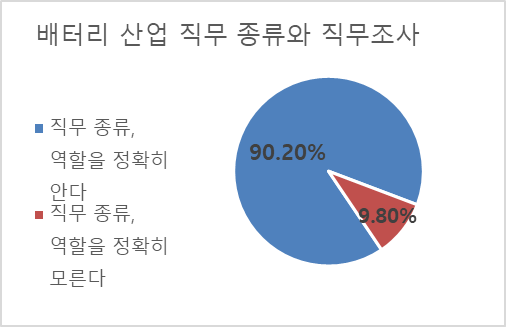 배터리 산업 직무 종류와 직무조사
직무 종류,
역할을 정확히
안다
직무 종류,
역할을 정확히
모른다
90.20%
9.80%